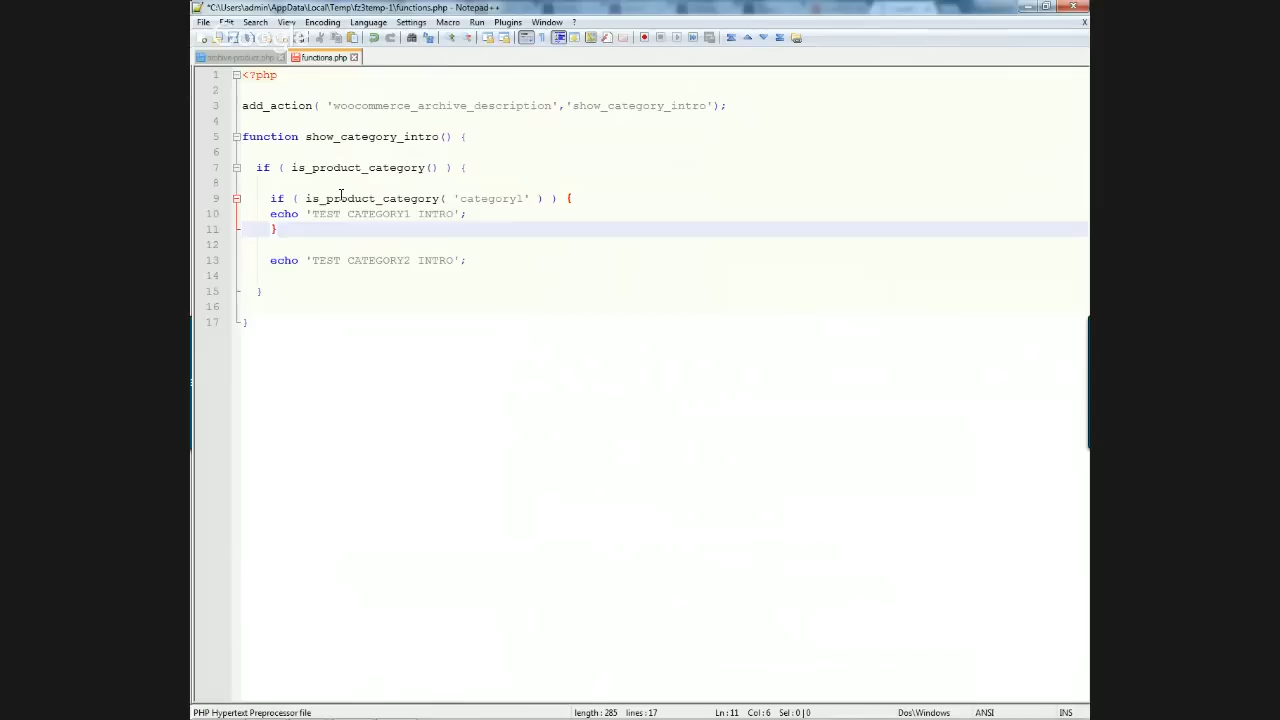 *C:\Users\admin\AppData\Local\Temp\fz3temp-1\functions.php - Notepad++
File Edit Search View Encoding Language Settings Macro Run Plugins Window ? X
archive-product.php functions.php
1 <?php
2
3 add_action( 'woocommerce_archive_description','show_category_intro');
4
5 function show_category_intro() {
6
7 if ( is_product_category() ) {
8
9 if ( is_product_category( 'category1' ) ) {
10 echo 'TEST CATEGORY1 INTRO';
11 }
12
13 echo 'TEST CATEGORY2 INTRO';
14
15 }
16
17 }
PHP Hypertext Preprocessor file length : 285 lines : 17 Ln : 11 Col : 6 Sel : 0 | 0 Dos\Windows ANSI INS